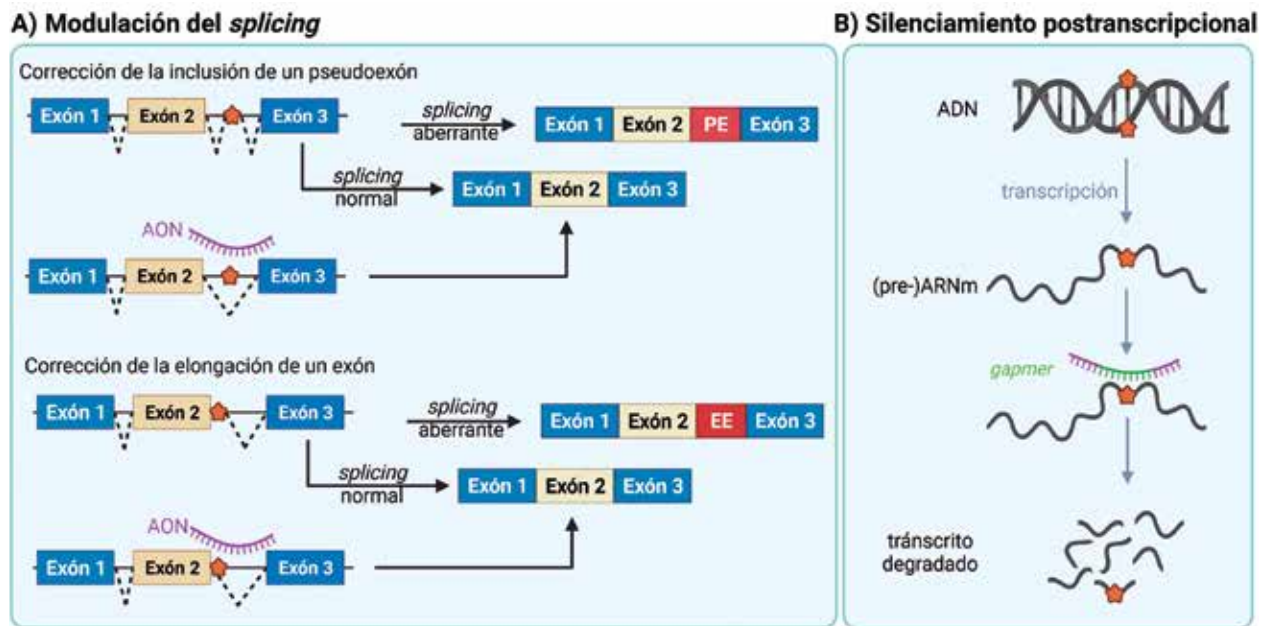 A) Modulación del splicing
Corrección de la inclusión de un pseudoexón
Exón 1 Exón 2 Exón 3
splicing
aberrante
Exón 1 Exón 2 PE Exón 3
splicing
normal
Exón 1 Exón 2 Exón 3
AON
Exón 1 Exón 2 Exón 3
Corrección de la elongación de un exón
Exón 1 Exón 2 Exón 3
splicing
aberrante
Exón 1 Exón 2 EE Exón 3
splicing
normal
Exón 1 Exón 2 Exón 3
AON
Exón 1 Exón 2 Exón 3
B) Silenciamiento postranscripcional
ADN
transcripción
(pre-)ARNm
gapmer
tránscrito
degradado